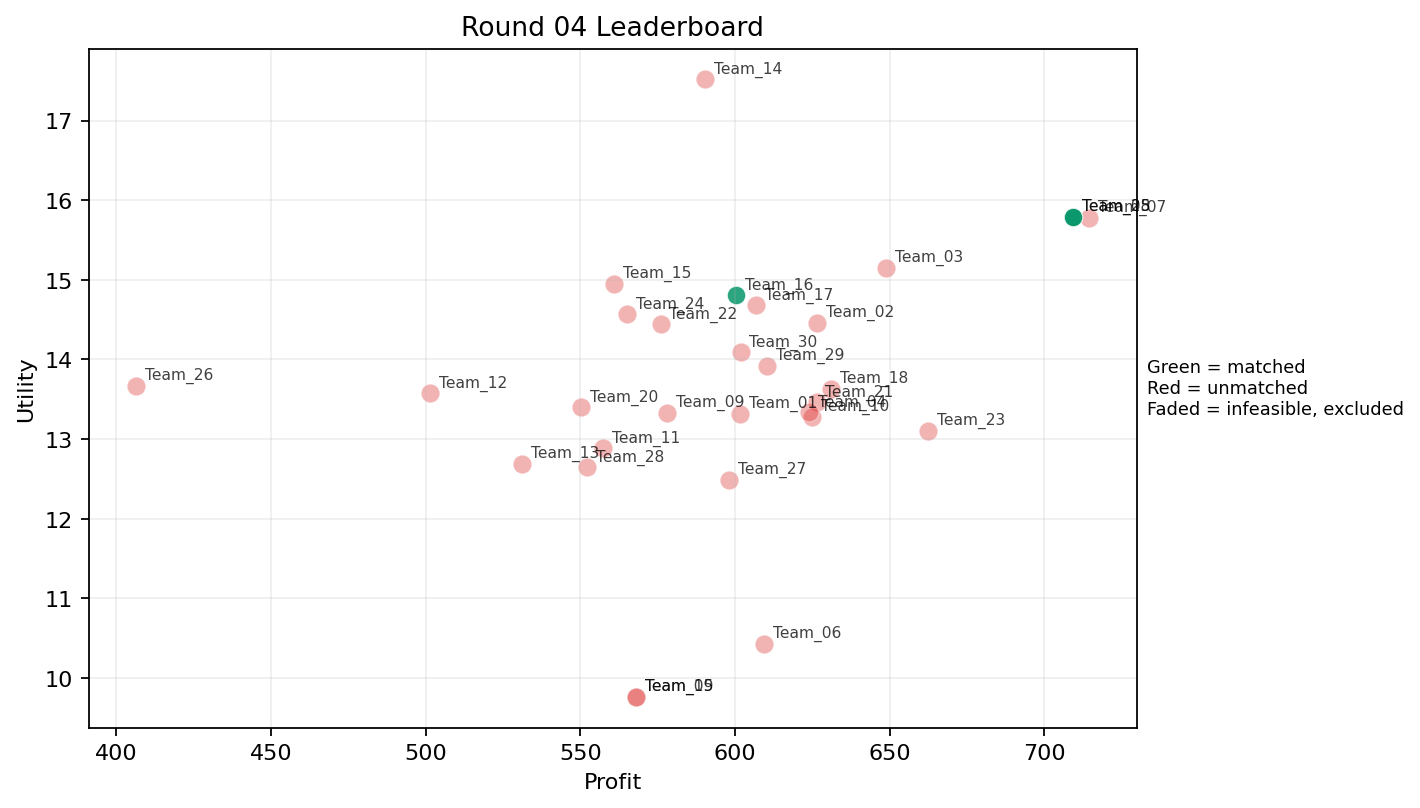 Round 04 Leaderboard
Team_14
17
16
Team_07
Team_03
15
Team_15
Team_16
Team_17
Team_24
Team_22
Team_02
Team_30
14
Team_29
Team_26
Team_12
Team_18
Team_21
Team_20
Team_09
Team_01
Team_04
Team_10
Team_23
13
Team_11
Team_13
Team_28
Team_27
12
11
Team_06
10
Utility
400
450
500
550
600
650
700
Profit
Green = matched
Red = unmatched
Faded = infeasible, excluded